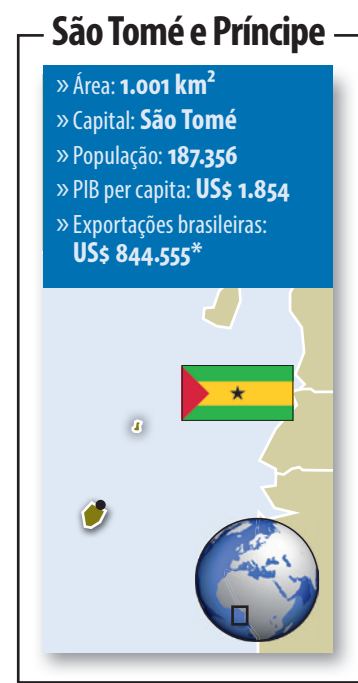 São Tomé e Príncipe
» Área: 1.001 km²
» Capital: São Tomé
» População: 187.356
» PIB per capita: US$ 1.854
» Exportações brasileiras:
US$ 844.555*